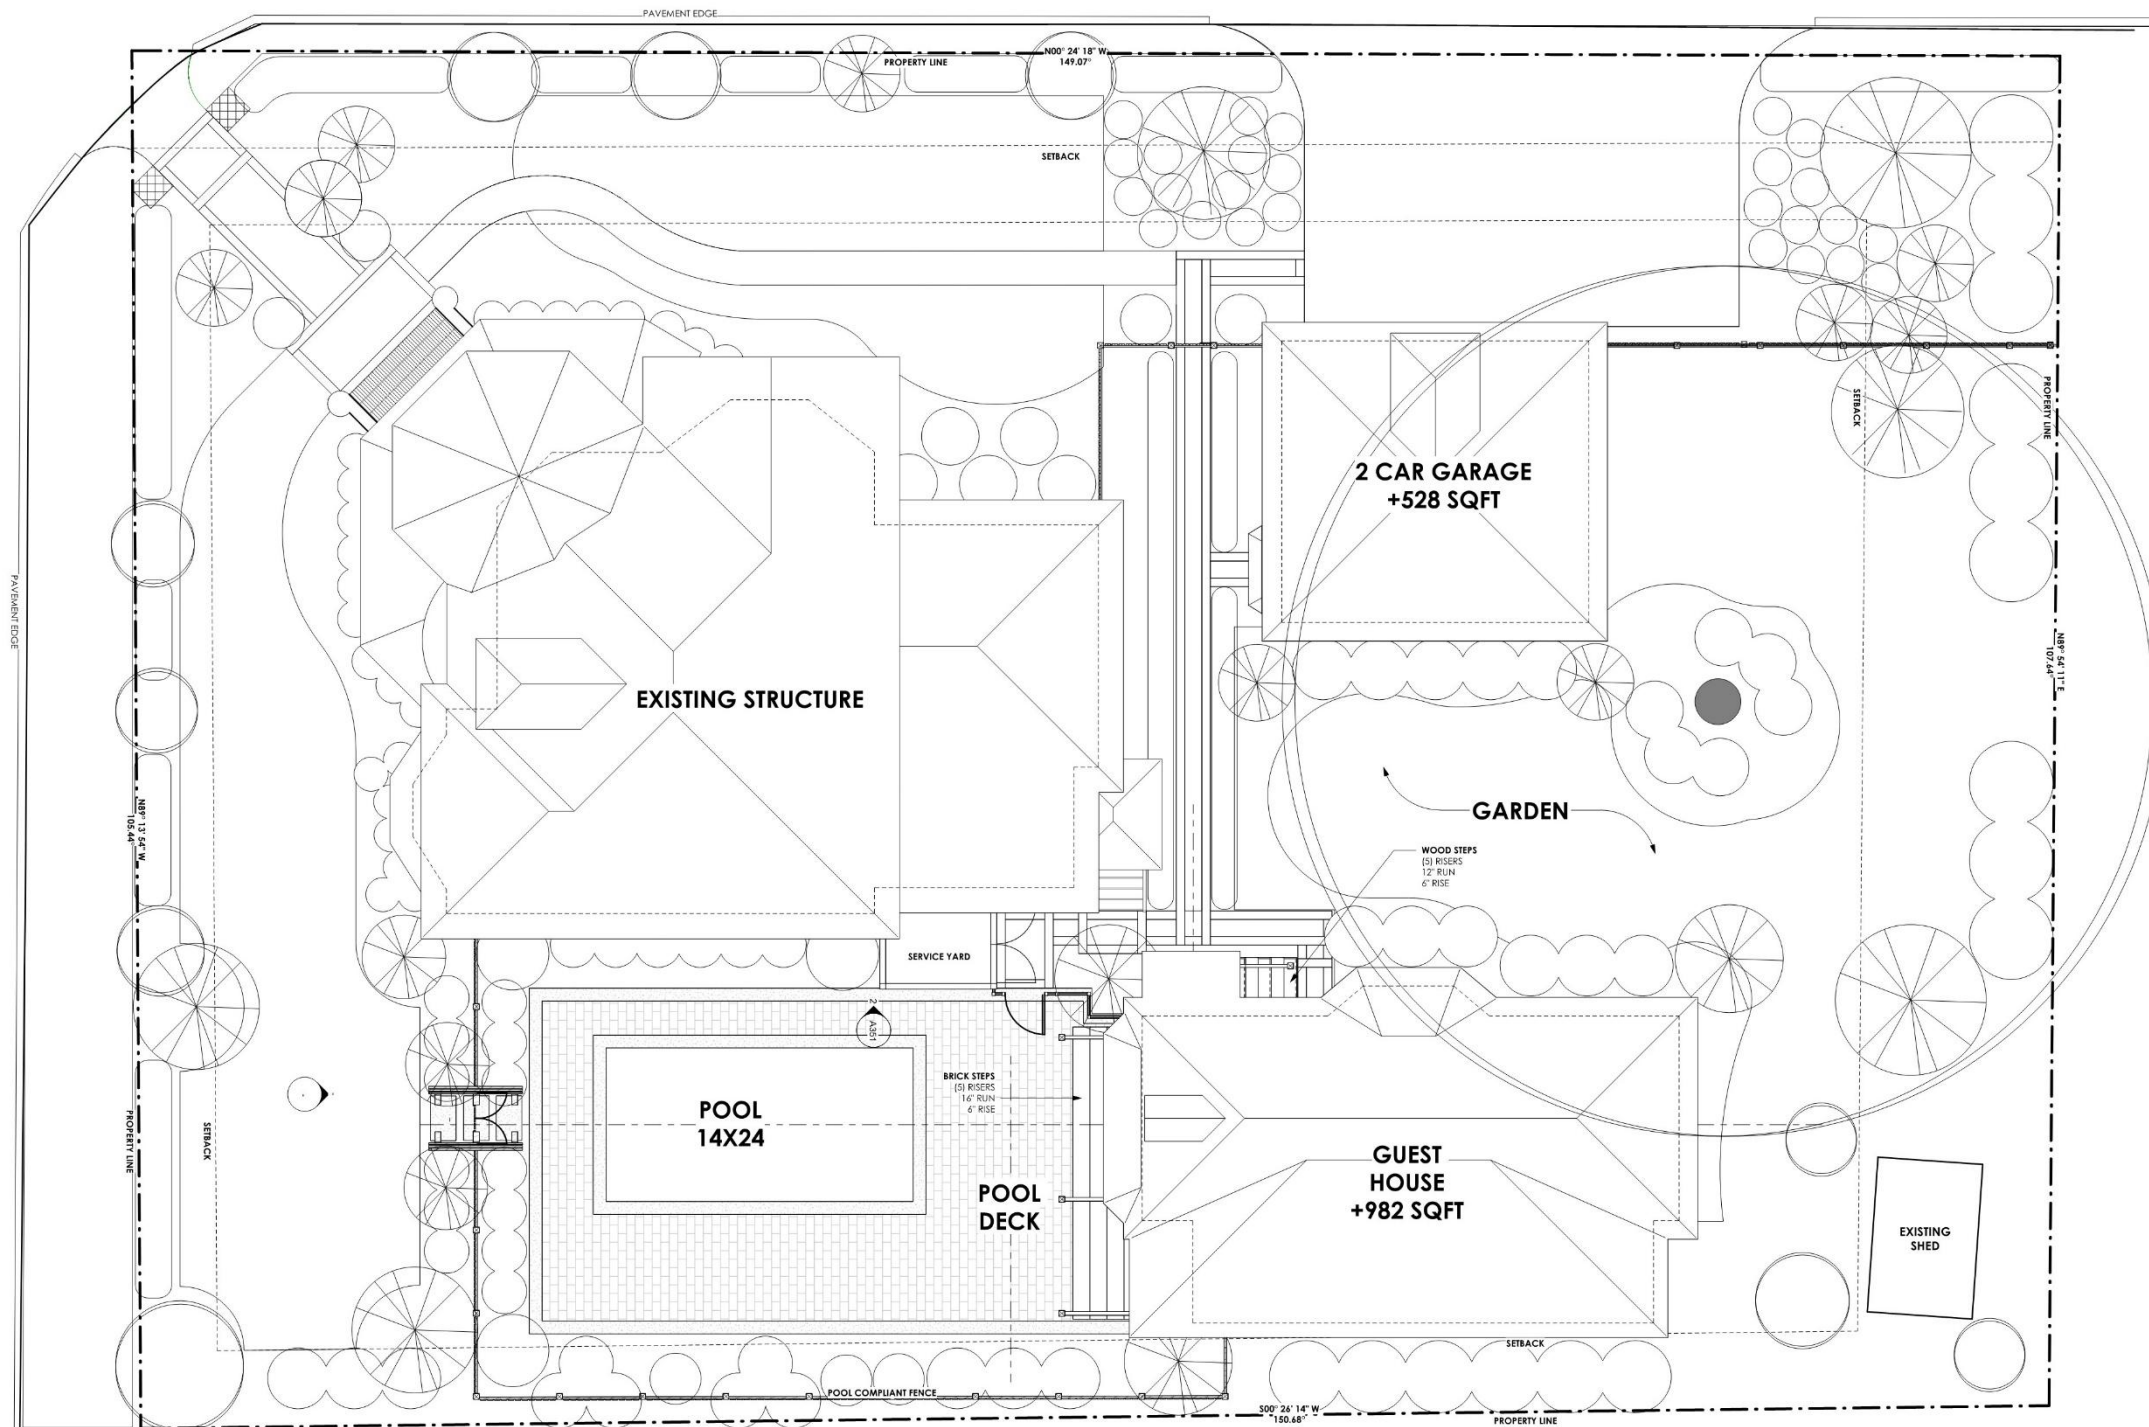 PAVEMENT EDGE
N00° 24' 18" W
149.07'
PROPERTY LINE
SETBACK
2 CAR GARAGE
+528 SQFT
SETBACK
PROPERTY LINE
PAVEMENT EDGE
N89° 54' 11" E
107.64'
EXISTING STRUCTURE
GARDEN
WOOD STEPS
(5) RISERS
12" RUN
6" RISE
N89° 13' 54" W
105.44'
SERVICE YARD
2
A351
BRICK STEPS
(5) RISERS
16" RUN
6" RISE
POOL
14X24
PROPERTY LINE
SETBACK
POOL
DECK
GUEST
HOUSE
+982 SQFT
EXISTING
SHED
SETBACK
POOL COMPLIANT FENCE
S00° 26' 14" W
150.68'
PROPERTY LINE